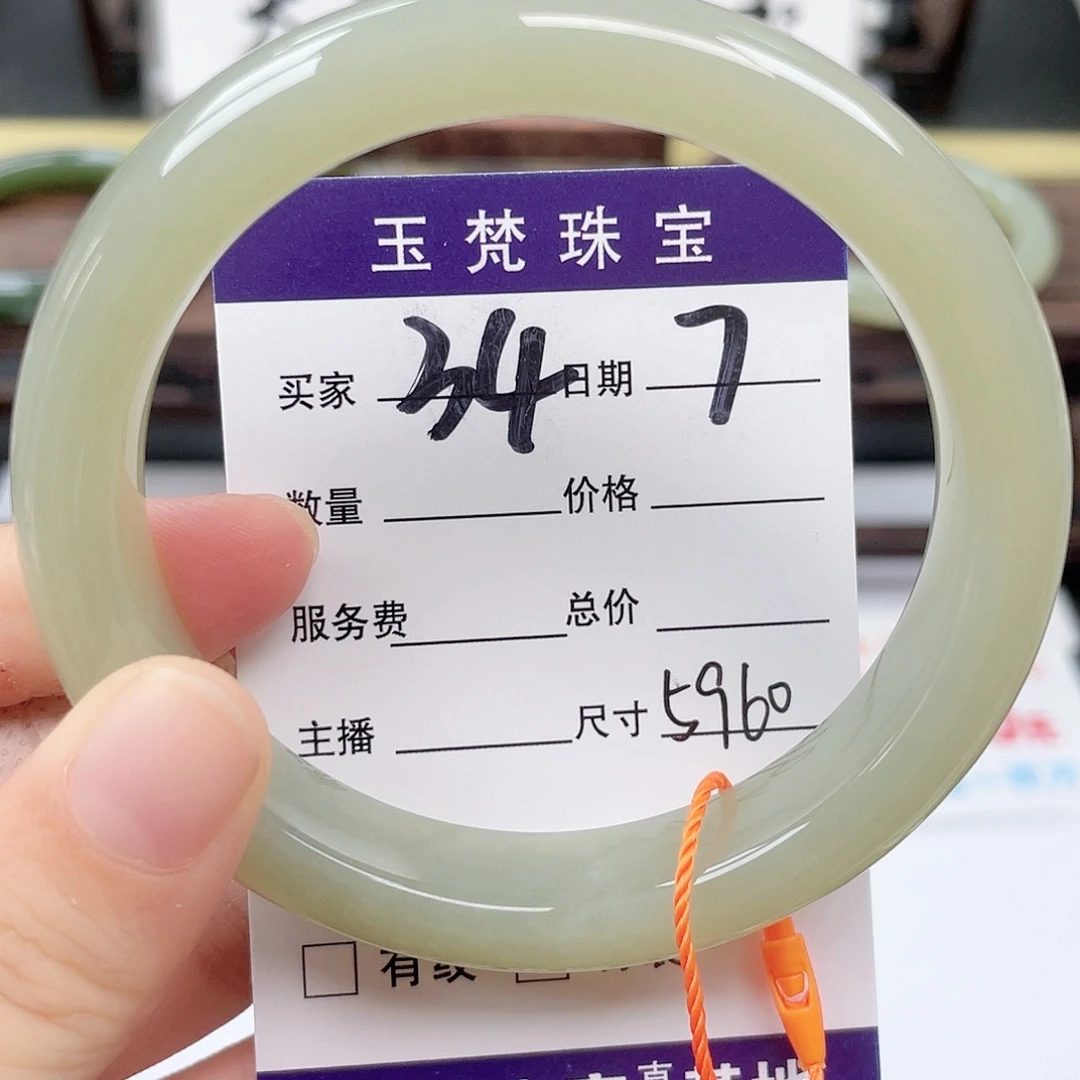 玉梵珠宝
买家 34 日期 7
数量 价格
服务费 总价
主播 尺寸 5960
有纹